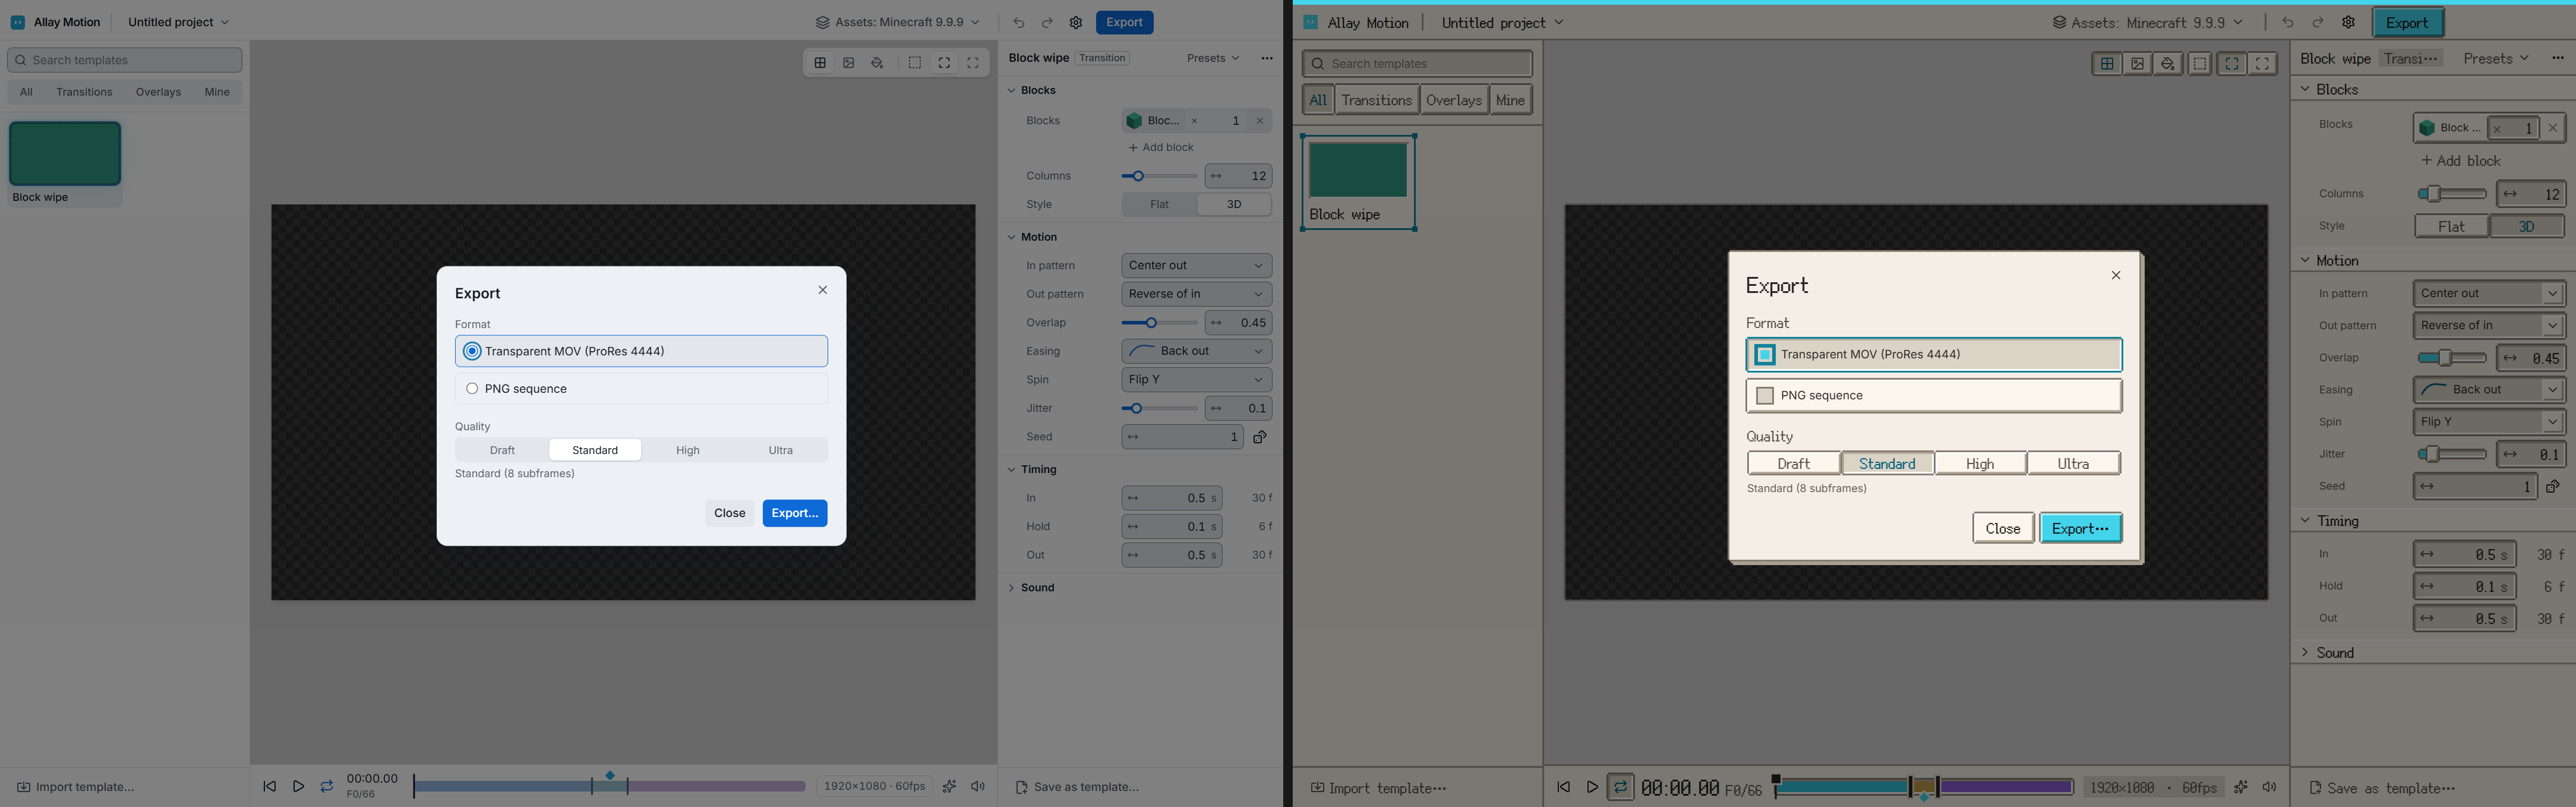 Allay Motion
Untitled project
Assets: Minecraft 9.9.9
Export
Search templates
All
Transitions
Overlays
Mine
Block wipe
Import template...
Block wipe
Transition
Presets
Blocks
Blocks
Bloc...
×
1
Add block
Columns
12
Style
Flat
3D
Motion
In pattern
Center out
Out pattern
Reverse of in
Overlap
0.45
Easing
Back out
Spin
Flip Y
Jitter
0.1
Seed
1
Timing
In
0.5 s
30 f
Hold
0.1 s
6 f
Out
0.5 s
30 f
Sound
Export
Format
Transparent MOV (ProRes 4444)
PNG sequence
Quality
Draft
Standard
High
Ultra
Standard (8 subframes)
Close
Export...
00:00.00
F0/66
1920×1080 · 60fps
Save as template...
Allay Motion
Untitled project
Assets: Minecraft 9.9.9
Export
Search templates
All
Transitions
Overlays
Mine
Block wipe
Import template...
Block wipe
Transi...
Presets
Blocks
Blocks
Block ...
×
1
Add block
Columns
12
Style
Flat
3D
Motion
In pattern
Center out
Out pattern
Reverse of in
Overlap
0.45
Easing
Back out
Spin
Flip Y
Jitter
0.1
Seed
1
Timing
In
0.5 s
30 f
Hold
0.1 s
6 f
Out
0.5 s
30 f
Sound
Export
Format
Transparent MOV (ProRes 4444)
PNG sequence
Quality
Draft
Standard
High
Ultra
Standard (8 subframes)
Close
Export...
00:00.00
F0/66
1920×1080 · 60fps
Save as template...